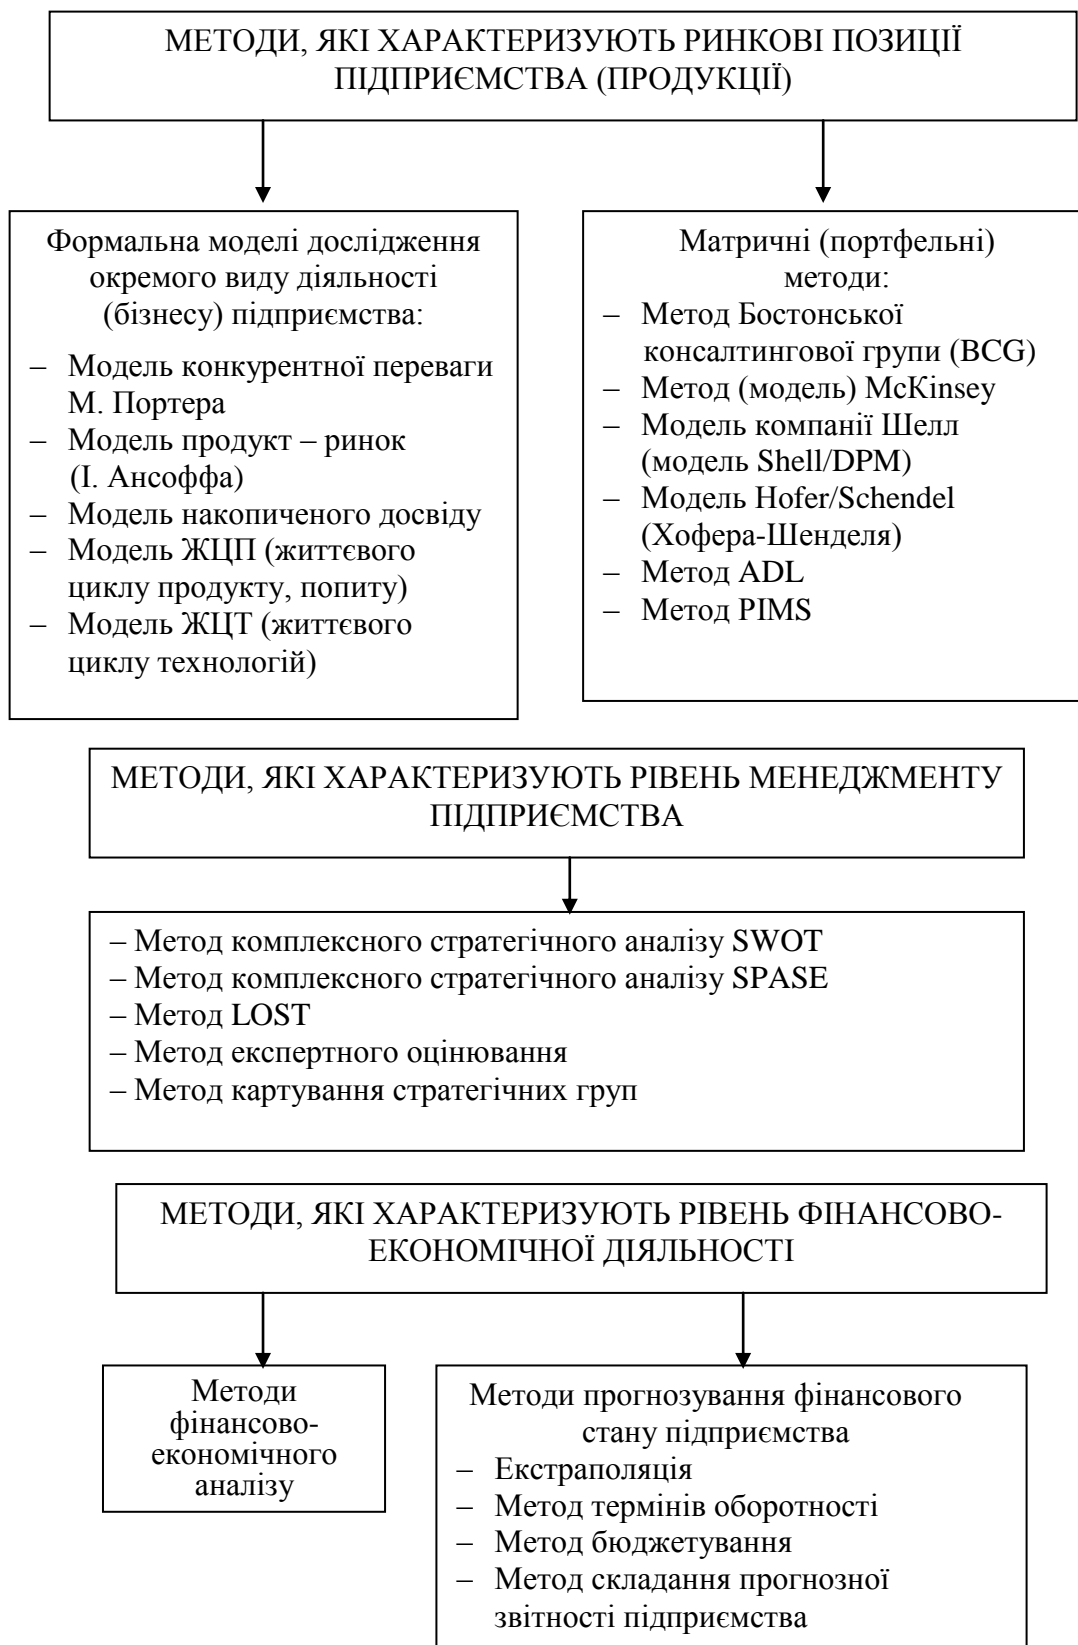 МЕТОДИ, ЯКІ ХАРАКТЕРИЗУЮТЬ РИНКОВІ ПОЗИЦІЇ
ПІДПРИЄМСТВА (ПРОДУКЦІЇ)
Формальна моделі дослідження
окремого виду діяльності
(бізнесу) підприємства:
– Модель конкурентної переваги
М. Портера
– Модель продукт – ринок
(І. Ансоффа)
– Модель накопиченого досвіду
– Модель ЖЦП (життєвого
циклу продукту, попиту)
– Модель ЖЦТ (життєвого
циклу технологій)
Матричні (портфельні)
методи:
– Метод Бостонської
консалтингової групи (BCG)
– Метод (модель) McKinsey
– Модель компанії Шелл
(модель Shell/DPM)
– Модель Hofer/Schendel
(Хофера-Шенделя)
– Метод ADL
– Метод PIMS
МЕТОДИ, ЯКІ ХАРАКТЕРИЗУЮТЬ РІВЕНЬ МЕНЕДЖМЕНТУ
ПІДПРИЄМСТВА
– Метод комплексного стратегічного аналізу SWOT
– Метод комплексного стратегічного аналізу SPASE
– Метод LOST
– Метод експертного оцінювання
– Метод картування стратегічних груп
МЕТОДИ, ЯКІ ХАРАКТЕРИЗУЮТЬ РІВЕНЬ ФІНАНСОВО-
ЕКОНОМІЧНОЇ ДІЯЛЬНОСТІ
Методи
фінансово-
економічного
аналізу
Методи прогнозування фінансового
стану підприємства
– Екстраполяція
– Метод термінів оборотності
– Метод бюджетування
– Метод складання прогнозної
звітності підприємства